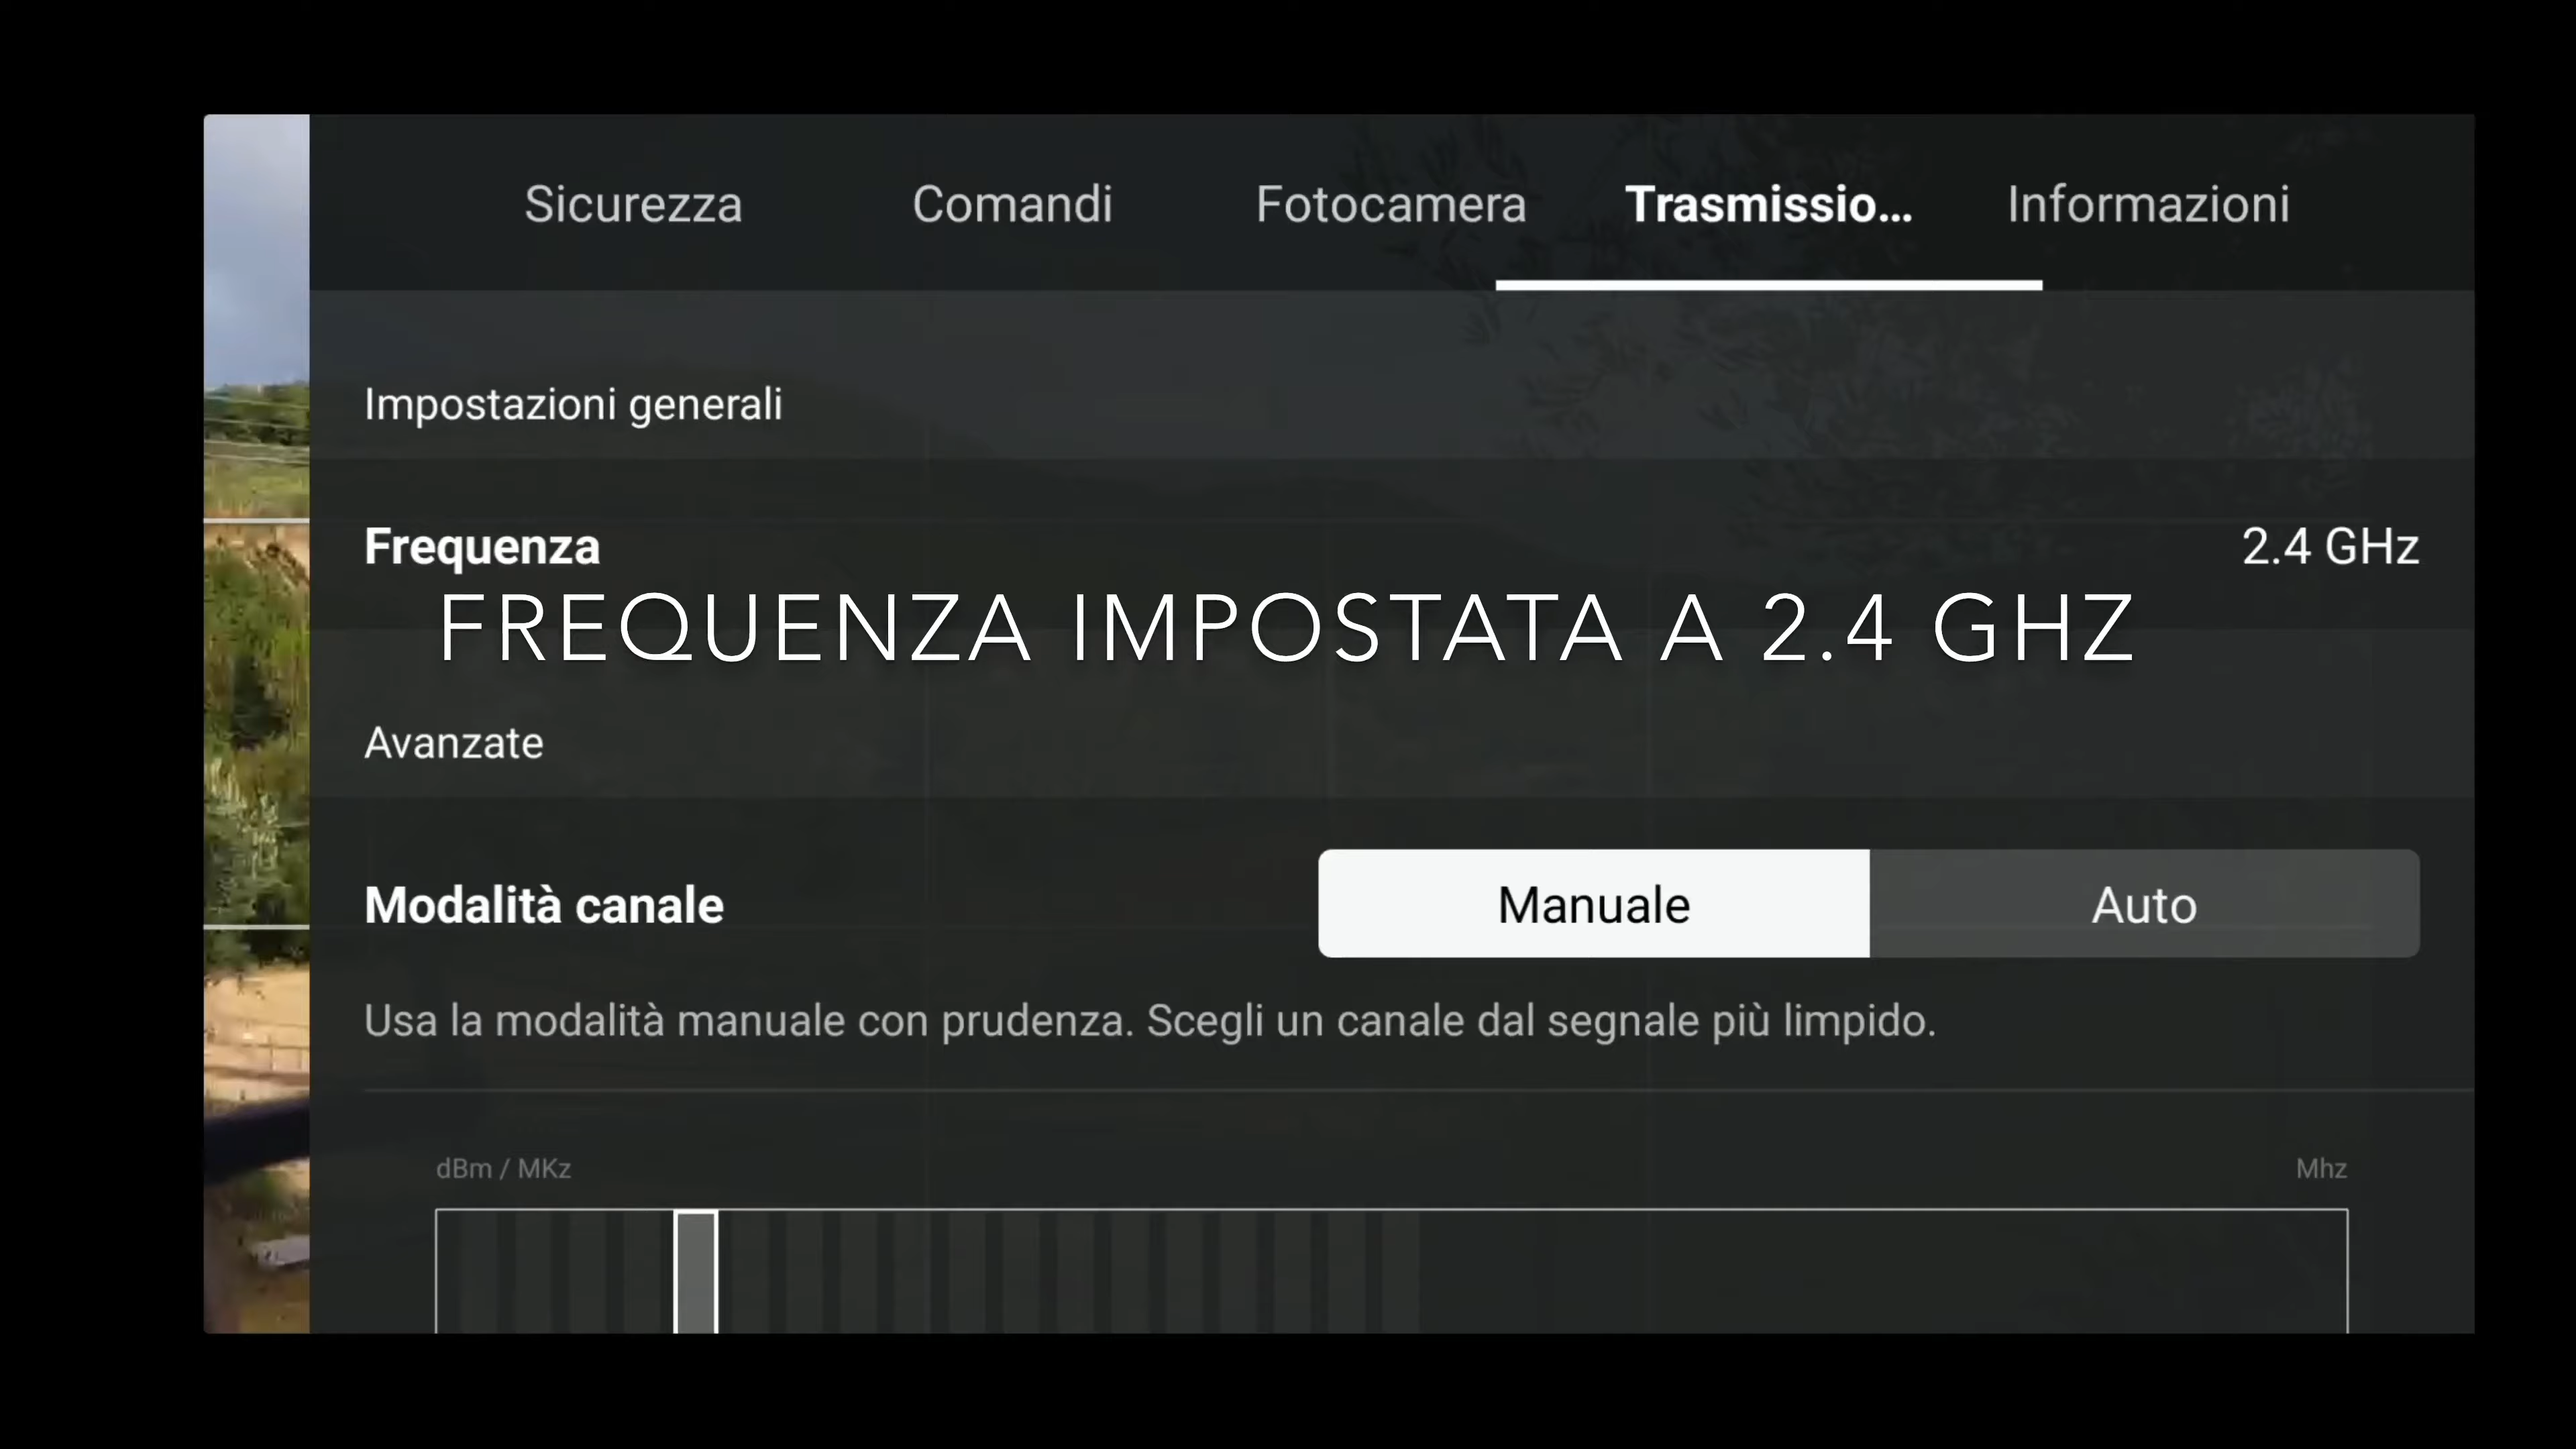 Sicurezza Comandi Fotocamera Trasmissio... Informazioni
Impostazioni generali
Frequenza 2.4 GHz
FREQUENZA IMPOSTATA A 2.4 GHZ
Avanzate
Modalità canale Manuale Auto
Usa la modalità manuale con prudenza. Scegli un canale dal segnale più limpido.
dBm / MKz Mhz